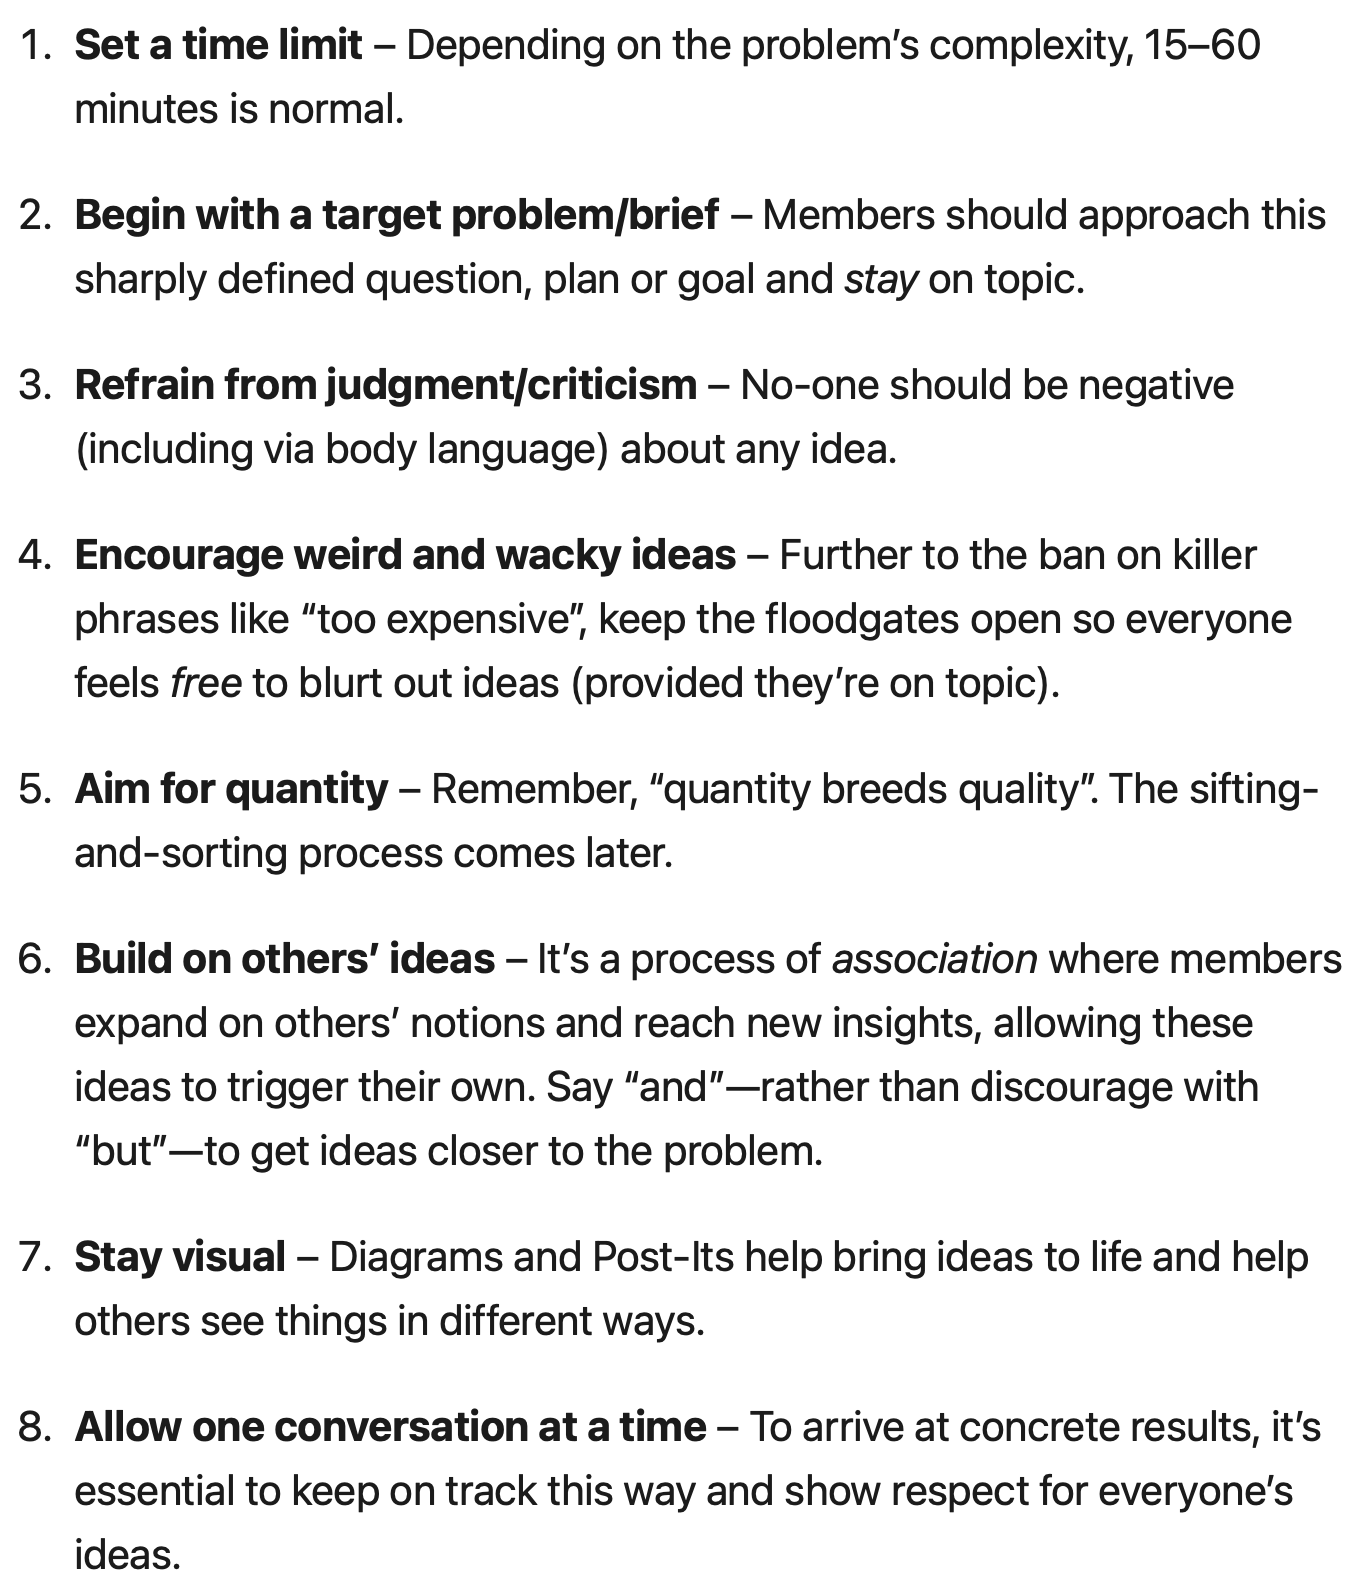 1. Set a time limit – Depending on the problem’s complexity, 15–60
minutes is normal.
2. Begin with a target problem/brief – Members should approach this
sharply defined question, plan or goal and stay on topic.
3. Refrain from judgment/criticism – No-one should be negative
(including via body language) about any idea.
4. Encourage weird and wacky ideas – Further to the ban on killer
phrases like “too expensive”, keep the floodgates open so everyone
feels free to blurt out ideas (provided they’re on topic).
5. Aim for quantity – Remember, “quantity breeds quality”. The sifting-
and-sorting process comes later.
6. Build on others’ ideas – It’s a process of association where members
expand on others’ notions and reach new insights, allowing these
ideas to trigger their own. Say “and”—rather than discourage with
“but”—to get ideas closer to the problem.
7. Stay visual – Diagrams and Post-Its help bring ideas to life and help
others see things in different ways.
8. Allow one conversation at a time – To arrive at concrete results, it’s
essential to keep on track this way and show respect for everyone’s
ideas.